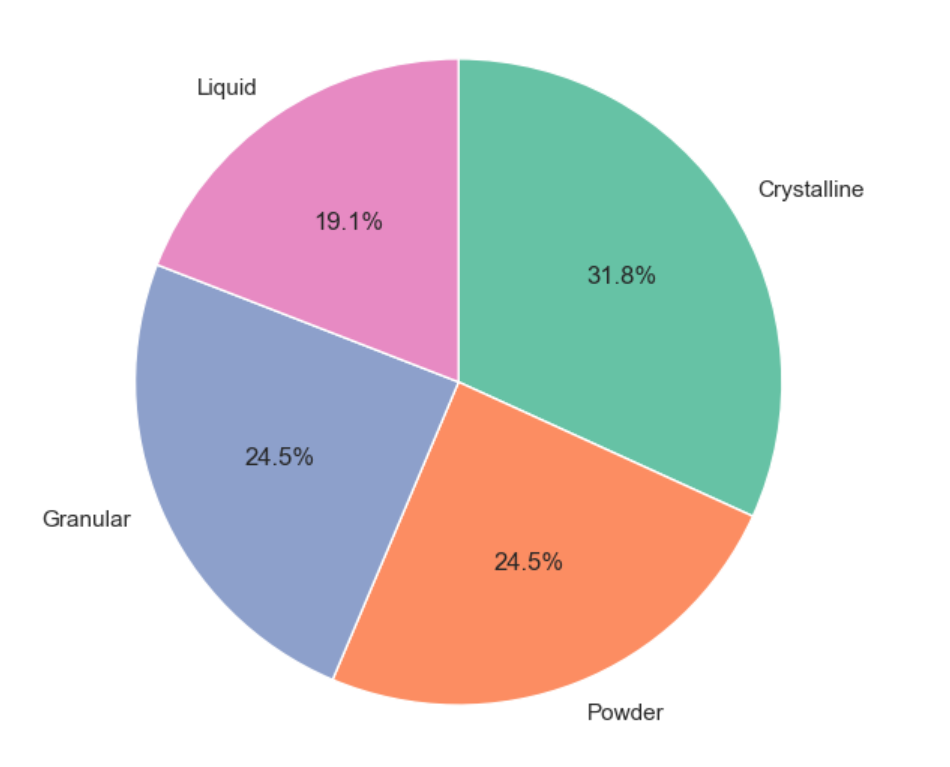 Liquid
Crystalline
19.1%
31.8%
24.5%
Granular
24.5%
Powder